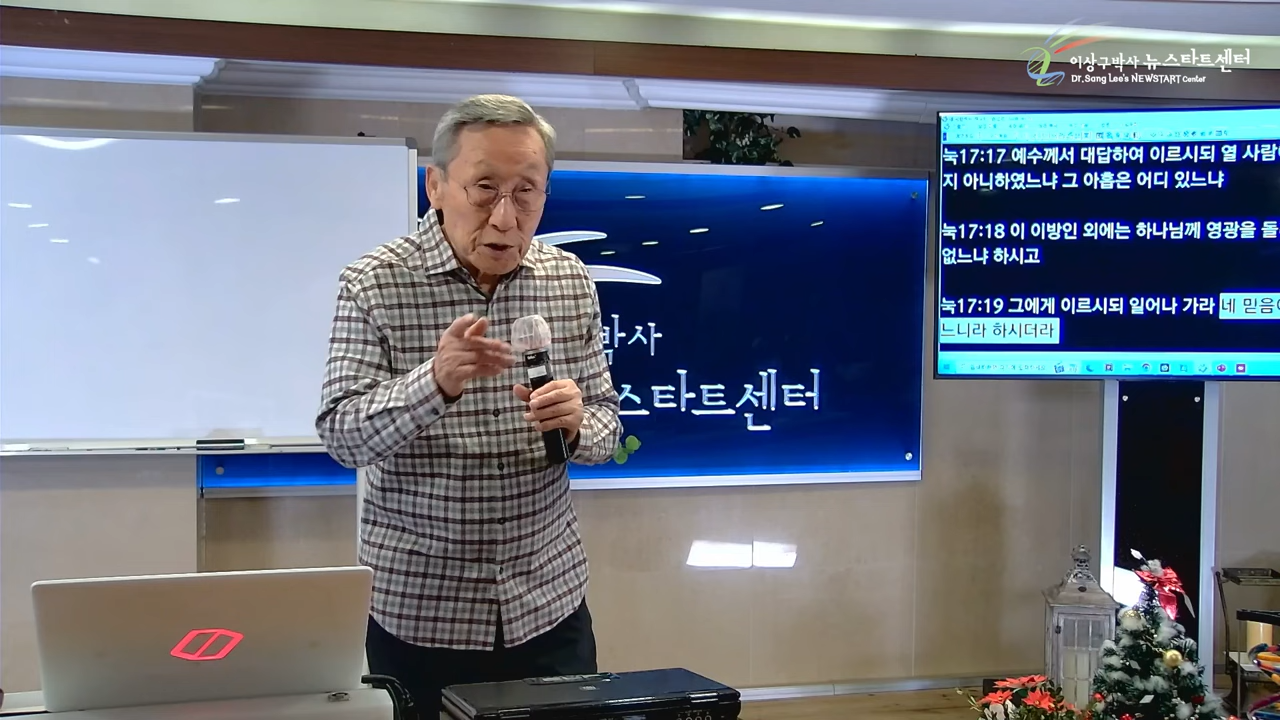 이상구박사 뉴스타트센터
Dr. Sang Lee's NEWSTART Center
눅17:17 예수께서 대답하여 이르시되 열 사람이
지 아니하였느냐 그 아홉은 어디 있느냐
눅17:18 이 이방인 외에는 하나님께 영광을 돌
없느냐 하시고
눅17:19 그에게 이르시되 일어나 가라 네 믿음이
느니라 하시더라
박사
스타트센터